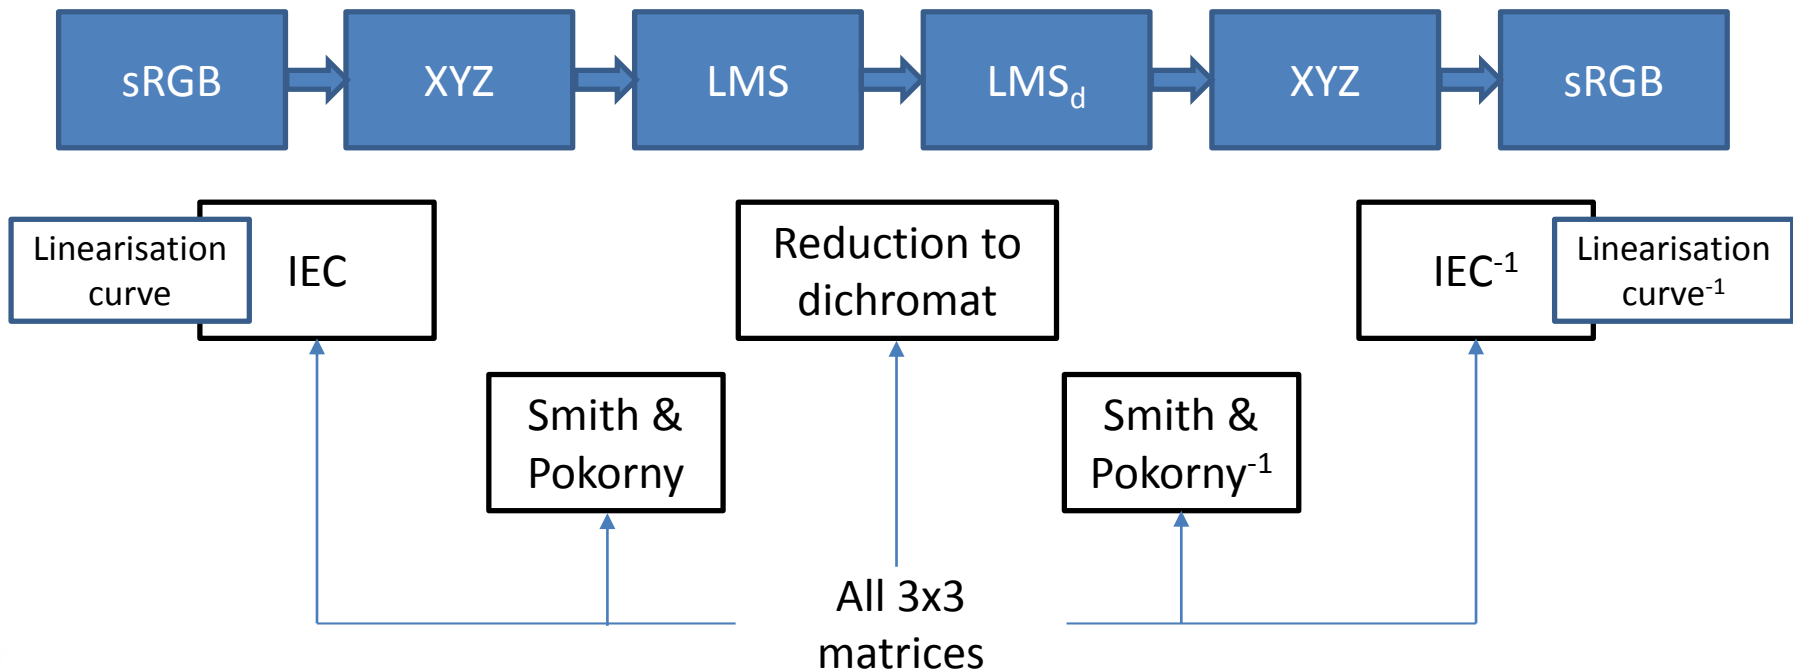 sRGB
XYZ
LMS
LMSd
XYZ
sRGB
Linearisation
curve
IEC
Reduction to
dichromat
IEC-1
Linearisation
curve-1
Smith &
Pokorny
Smith &
Pokorny-1
All 3x3
matrices